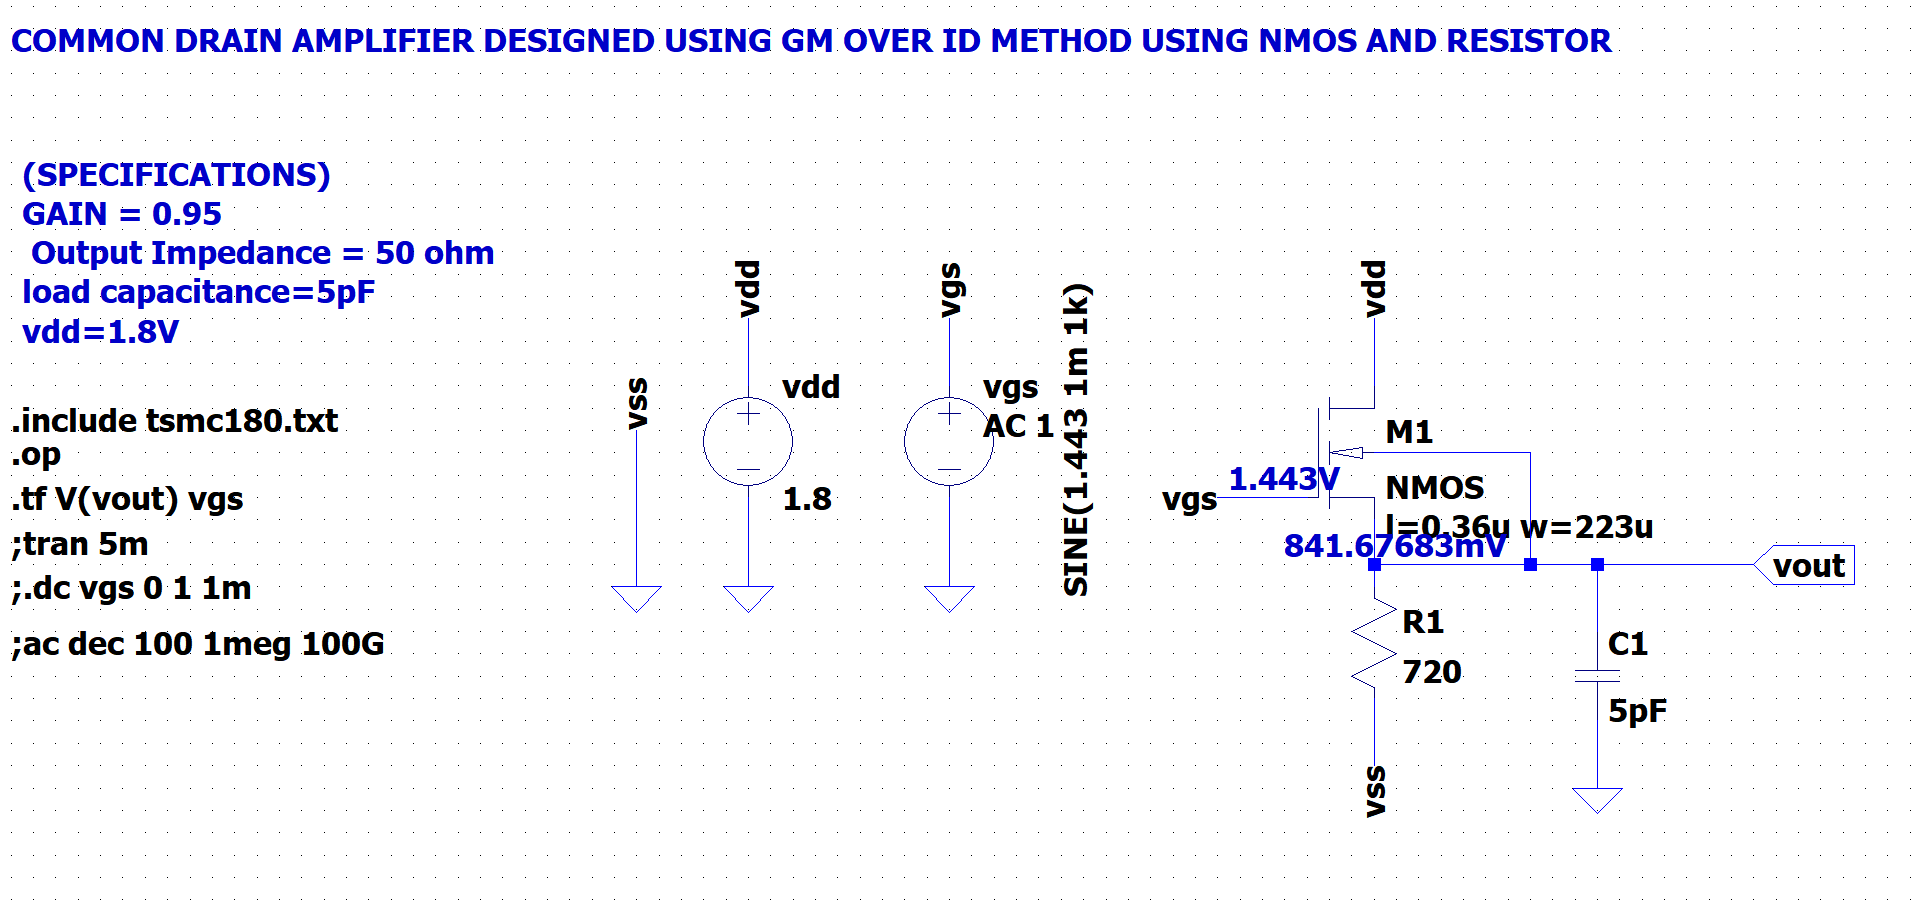 COMMON DRAIN AMPLIFIER DESIGNED USING GM OVER ID METHOD USING NMOS AND RESISTOR
(SPECIFICATIONS)
GAIN = 0.95
Output Impedance = 50 ohm
load capacitance=5pF
vdd=1.8V
.include tsmc180.txt
.op
.tf V(vout) vgs
;tran 5m
;.dc vgs 0 1 1m
;ac dec 100 1meg 100G
vss
vdd
vdd
1.8
vgs
vgs
AC 1
SINE(1.443 1m 1k)
vdd
M1
1.443V
vgs
NMOS
l=0.36u w=223u
841.67683mV
vout
R1
720
C1
5pF
vss